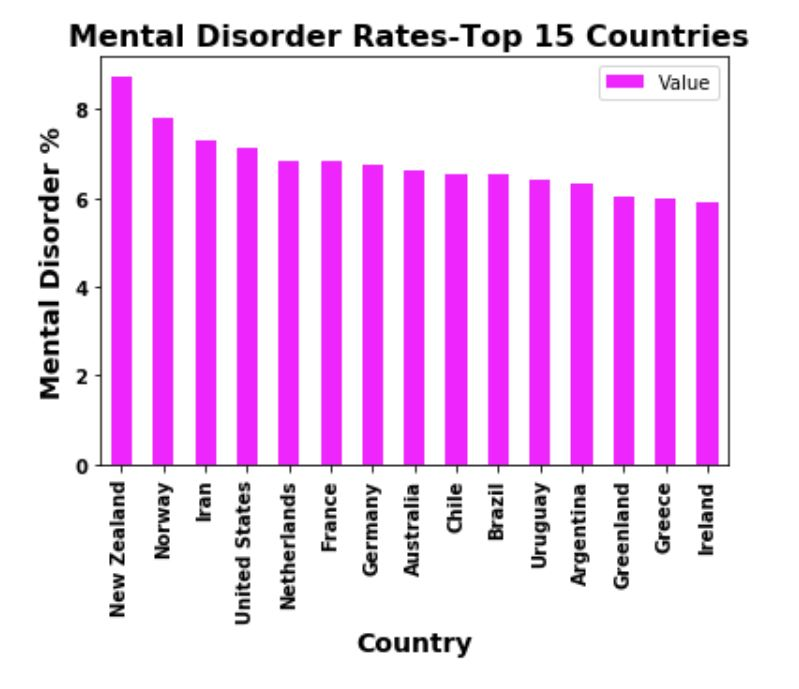 Mental Disorder Rates-Top 15 Countries
Value
Mental Disorder %
8
6
4
2
0
New Zealand
Norway
Iran
United States
Netherlands
France
Germany
Australia
Chile
Brazil
Uruguay
Argentina
Greenland
Greece
Ireland
Country